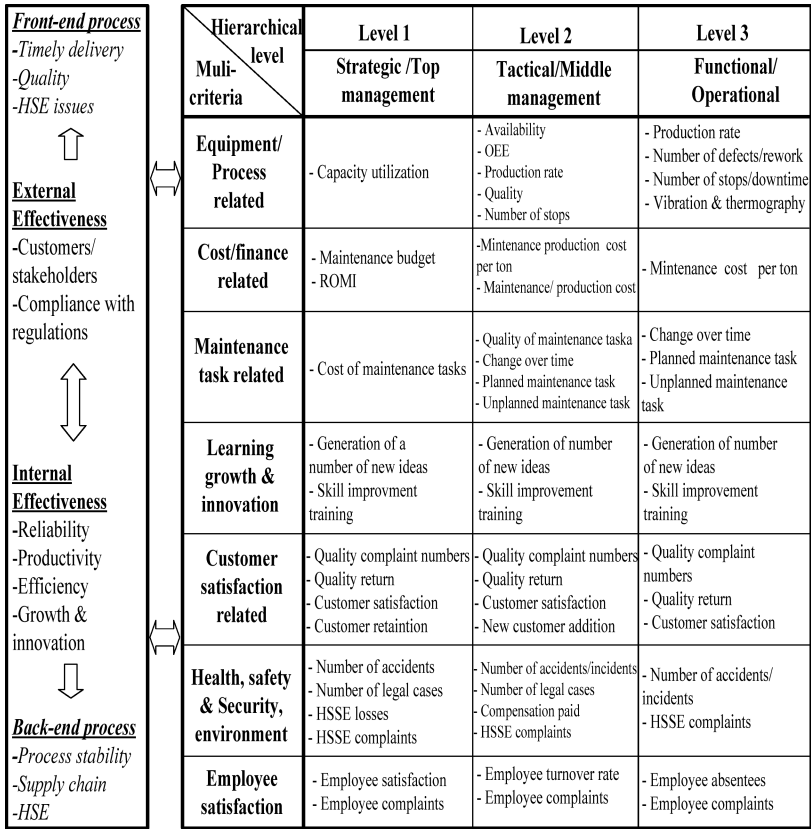 Front-end process
-Timely delivery
-Quality
-HSE issues
External
Effectiveness
-Customers/
stakeholders
-Compliance with
regulations
Internal
Effectiveness
-Reliability
-Productivity
-Efficiency
-Growth &
innovation
Back-end process
-Process stability
-Supply chain
-HSE
Hierarchical
level
Muli-
criteria
Level 1
Strategic /Top
management
Level 2
Tactical/Middle
management
Level 3
Functional/
Operational
Equipment/
Process
related
- Capacity utilization
- Availability
- OEE
- Production rate
- Quality
- Number of stops
- Production rate
- Number of defects/rework
- Number of stops/downtime
- Vibration & thermography
Cost/finance
related
- Maintenance budget
- ROMI
-Mintenance production cost
per ton
- Maintenance/ production cost
- Mintenance cost per ton
Maintenance
task related
- Cost of maintenance tasks
- Quality of maintenance taska
- Change over time
- Planned maintenance task
- Unplanned maintenance task
- Change over time
- Planned maintenance task
- Unplanned maintenance
task
Learning
growth &
innovation
- Generation of a
number of new ideas
- Skill improvment
training
- Generation of number
of new ideas
- Skill improvement
training
- Generation of number
of new ideas
- Skill improvement
training
Customer
satisfaction
related
- Quality complaint numbers
- Quality return
- Customer satisfaction
- Customer retaintion
- Quality complaint numbers
- Quality return
- Customer satisfaction
- New customer addition
- Quality complaint
numbers
- Quality return
- Customer satisfaction
Health, safety
& Security,
environment
- Number of accidents
- Number of legal cases
- HSSE losses
- HSSE complaints
- Number of accidents/incidents
- Number of legal cases
- Compensation paid
- HSSE complaints
- Number of accidents/
incidents
- HSSE complaints
Employee
satisfaction
- Employee satisfaction
- Employee complaints
- Employee turnover rate
- Employee complaints
- Employee absentees
- Employee complaints